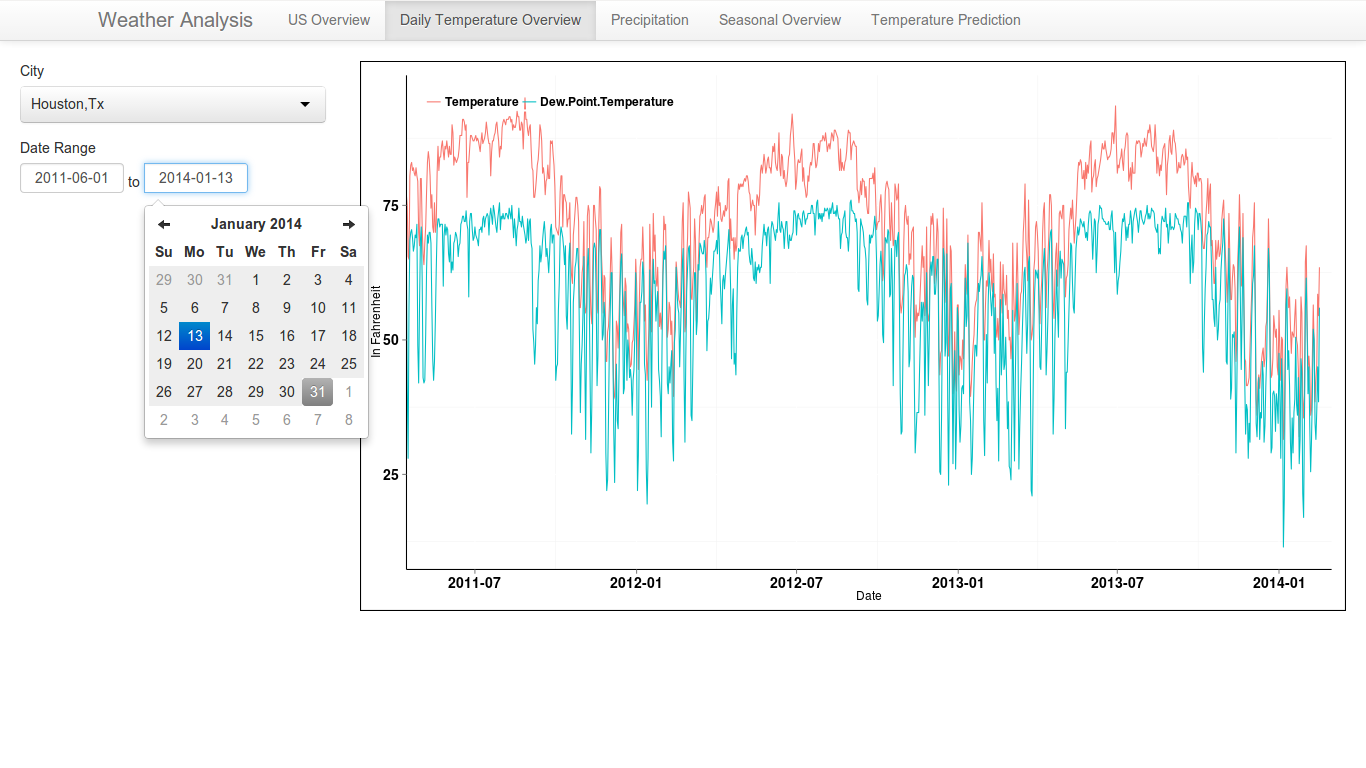 Weather Analysis US Overview Daily Temperature Overview Precipitation Seasonal Overview Temperature Prediction
City
Houston,Tx
Date Range
2011-06-01 to 2014-01-13
January 2014
Su Mo Tu We Th Fr Sa
29 30 31 1 2 3 4
5 6 7 8 9 10 11
12 13 14 15 16 17 18
19 20 21 22 23 24 25
26 27 28 29 30 31 1
2 3 4 5 6 7 8
Temperature Dew.Point.Temperature
75
50
25
In Fahrenheit
2011-07 2012-01 2012-07 2013-01 2013-07 2014-01
Date